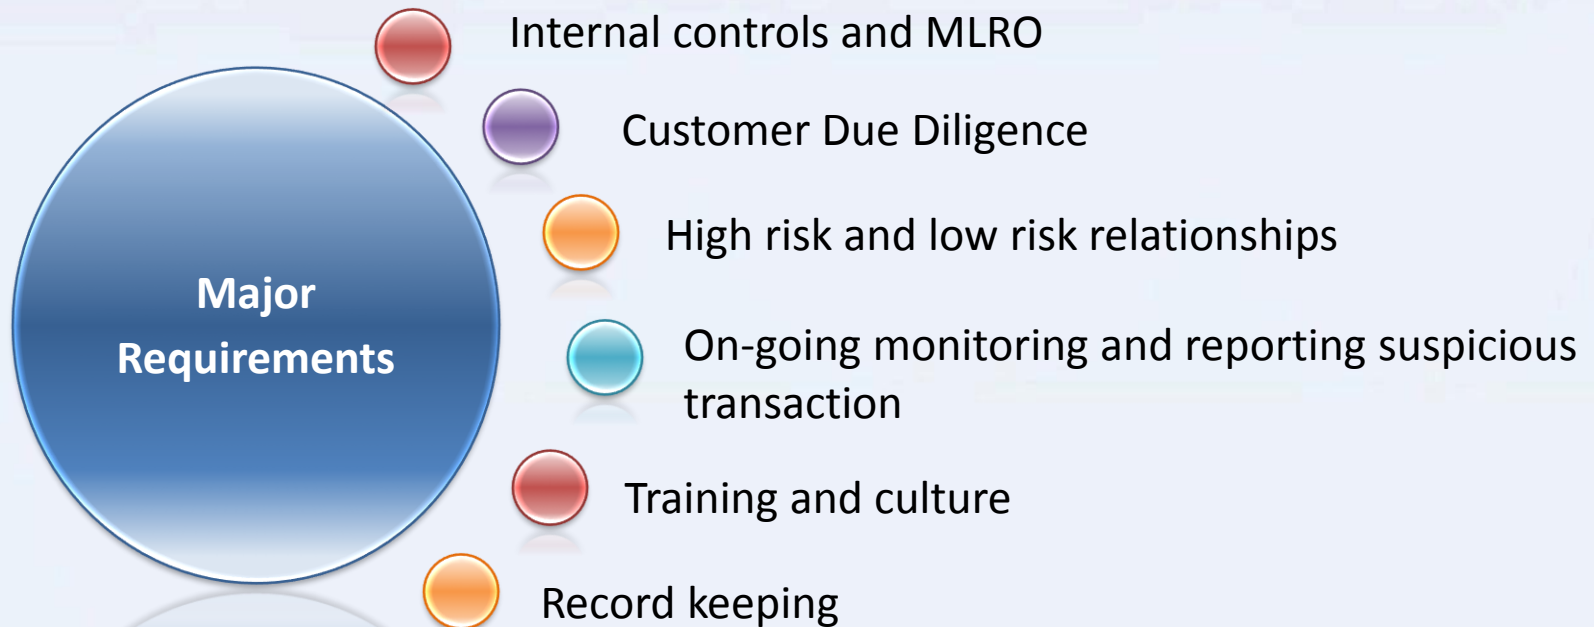 Internal controls and MLRO
Customer Due Diligence
High risk and low risk relationships
Major
Requirements
On-going monitoring and reporting suspicious
transaction
Training and culture
Record keeping